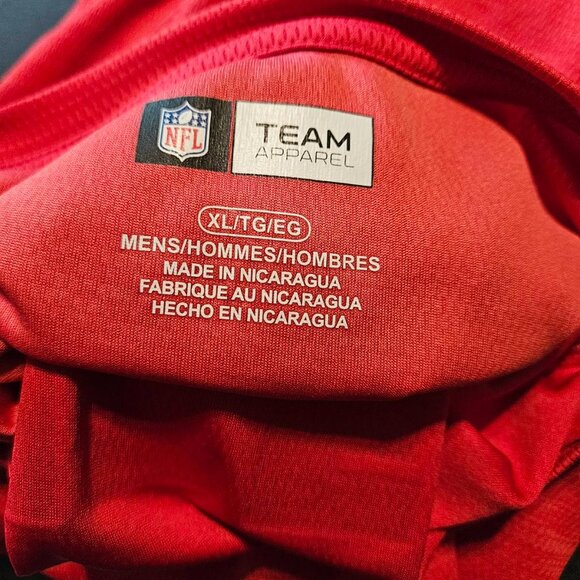 NFL
TEAM
APPAREL
XL/TG/EG
MENS/HOMMES/HOMBRES
MADE IN NICARAGUA
FABRIQUE AU NICARAGUA
HECHO EN NICARAGUA